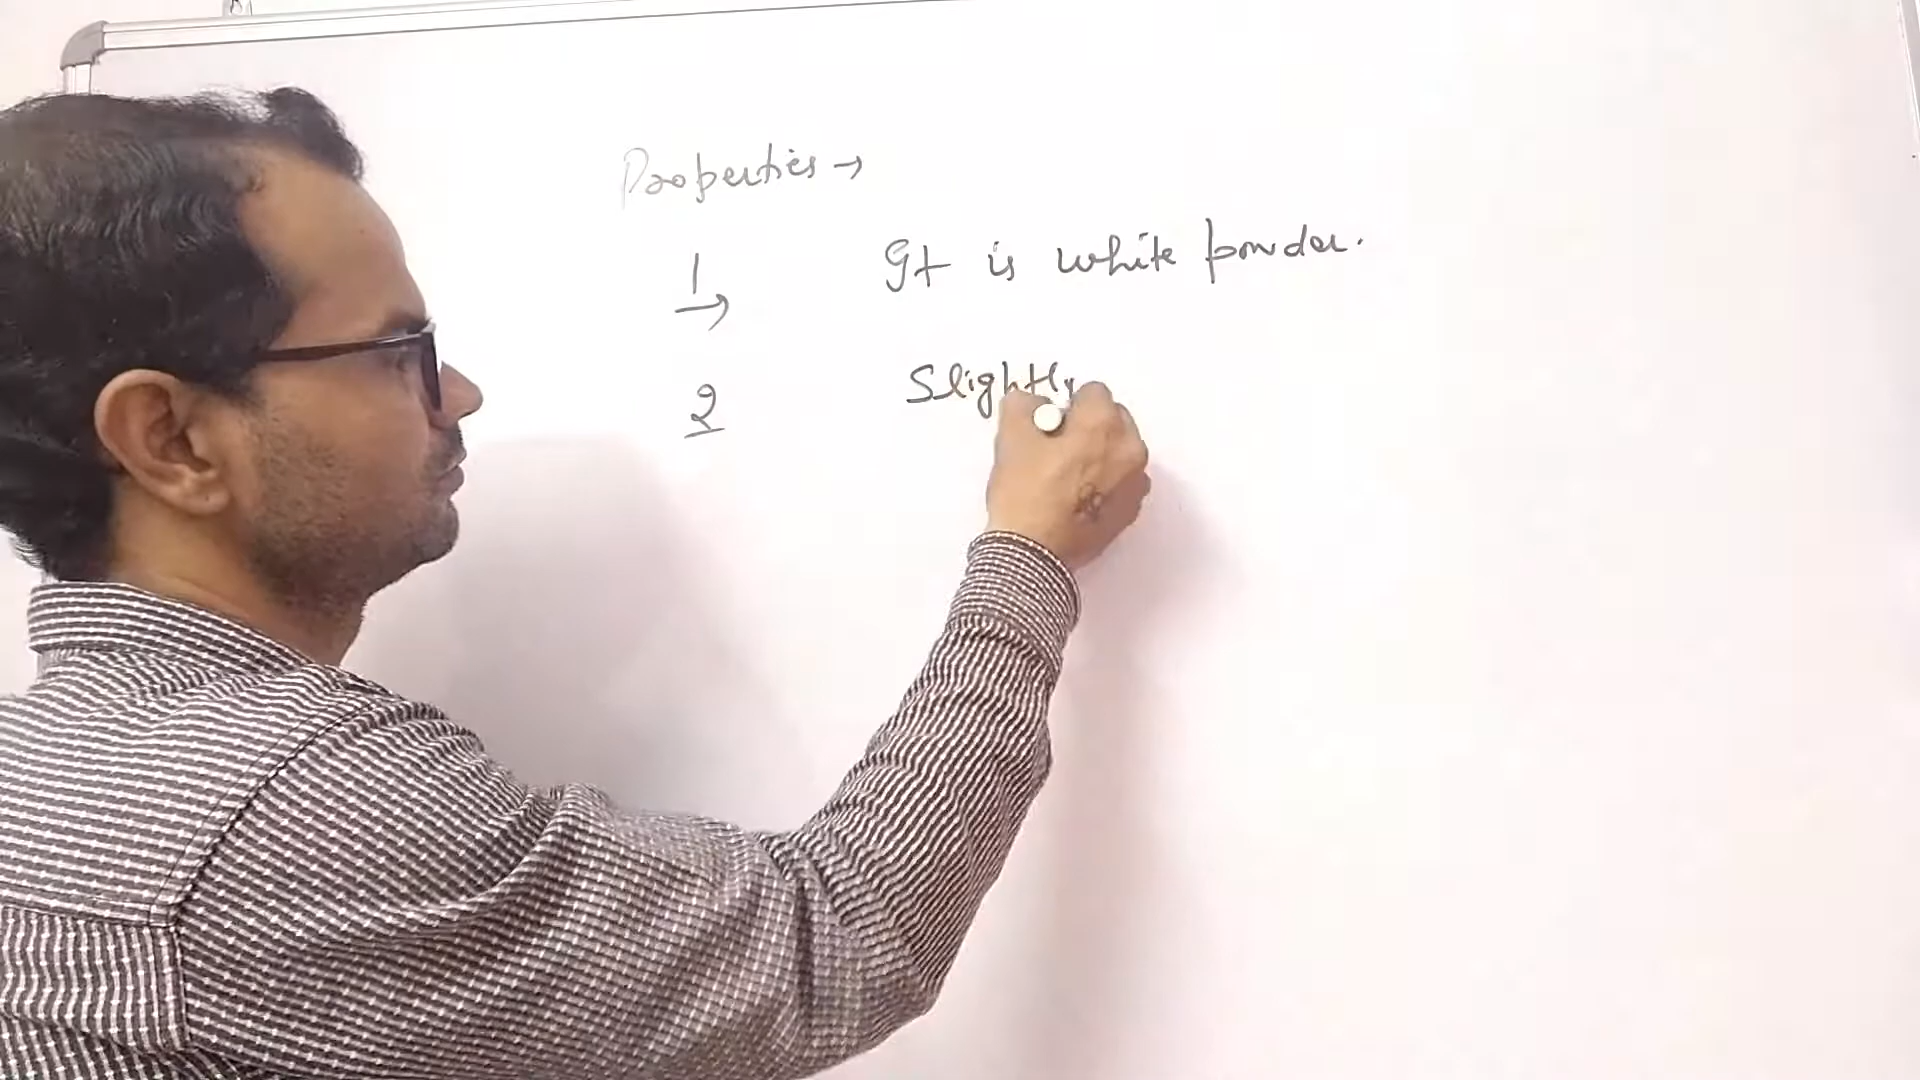 Properties →
1 → It is white powder.
2 Slightly